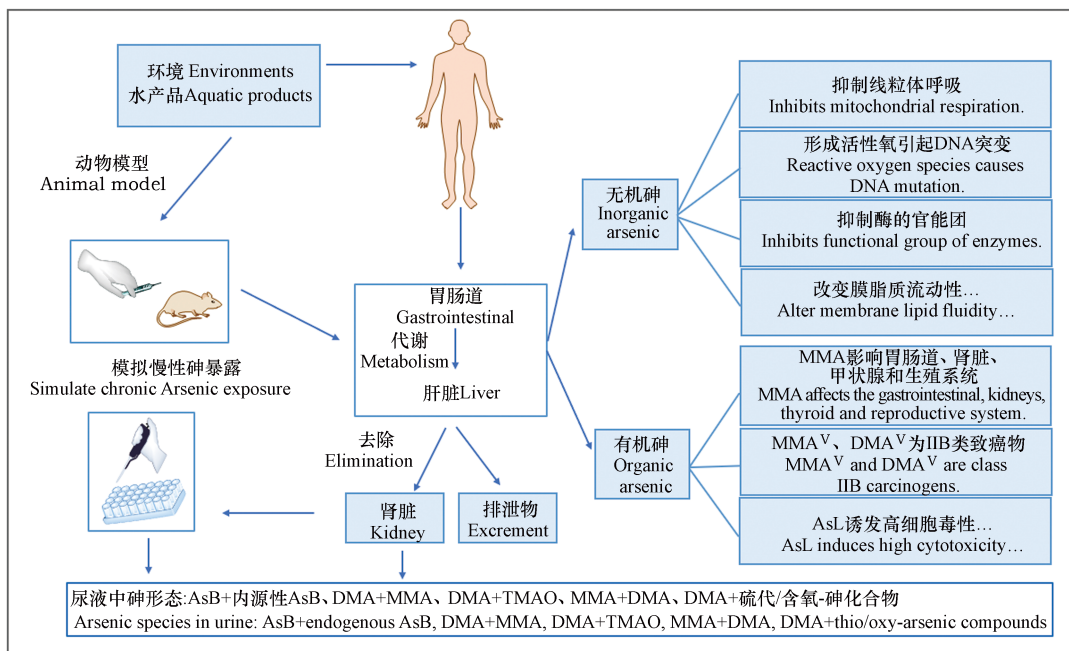 环境 Environments
水产品Aquatic products
动物模型
Animal model
模拟慢性砷暴露
Simulate chronic Arsenic exposure
胃肠道
Gastrointestinal
代谢
Metabolism
肝脏Liver
去除
Elimination
肾脏
Kidney
排泄物
Excrement
无机砷
Inorganic
arsenic
抑制线粒体呼吸
Inhibits mitochondrial respiration.
形成活性氧引起DNA突变
Reactive oxygen species causes
DNA mutation.
抑制酶的官能团
Inhibits functional group of enzymes.
改变膜脂质流动性…
Alter membrane lipid fluidity…
有机砷
Organic
arsenic
MMA影响胃肠道、肾脏、
甲状腺和生殖系统
MMA affects the gastrointestinal, kidneys,
thyroid and reproductive system.
MMAⱽ、DMAⱽ为IIB类致癌物
MMAⱽ and DMAⱽ are class
IIB carcinogens.
AsL诱发高细胞毒性…
AsL induces high cytotoxicity…
尿液中砷形态:AsB+内源性AsB、DMA+MMA、DMA+TMAO、MMA+DMA、DMA+硫代/含氧-砷化合物
Arsenic species in urine: AsB+endogenous AsB, DMA+MMA, DMA+TMAO, MMA+DMA, DMA+thio/oxy-arsenic compounds